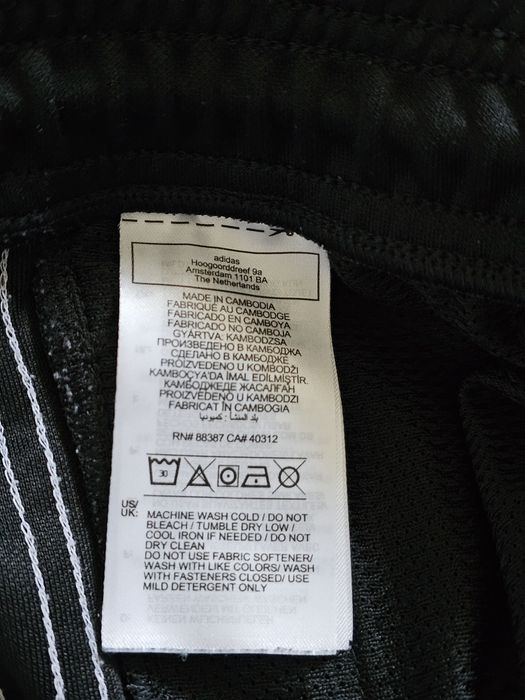 adidas
Hoogoorddreef 9a
Amsterdam 1101 BA
The Netherlands
MADE IN CAMBODIA
FABRIQUÉ AU CAMBODGE
FABRICADO EN CAMBOYA
FABRICADO NO CAMBOJA
GYÁRTVA: KAMBODZSA
ПРОИЗВЕДЕНО В КАМБОДЖА
СДЕЛАНО В КАМБОДЖЕ
PROIZVEDENO U KOMBODŽI
KAMBOÇYA'DA İMAL EDİLMİŞTİR.
КАМБОДЖЕДЕ ЖАСАЛҒАН
PROIZVEDENO U KAMBODZI
FABRICAT ÎN CAMBOGIA
بلد المنشأ : كمبوديا
RN# 88387 CA# 40312
30
US/
UK: MACHINE WASH COLD / DO NOT
BLEACH / TUMBLE DRY LOW /
COOL IRON IF NEEDED / DO NOT
DRY CLEAN
DO NOT USE FABRIC SOFTENER/
WASH WITH LIKE COLORS/ WASH
WITH FASTENERS CLOSED/ USE
MILD DETERGENT ONLY